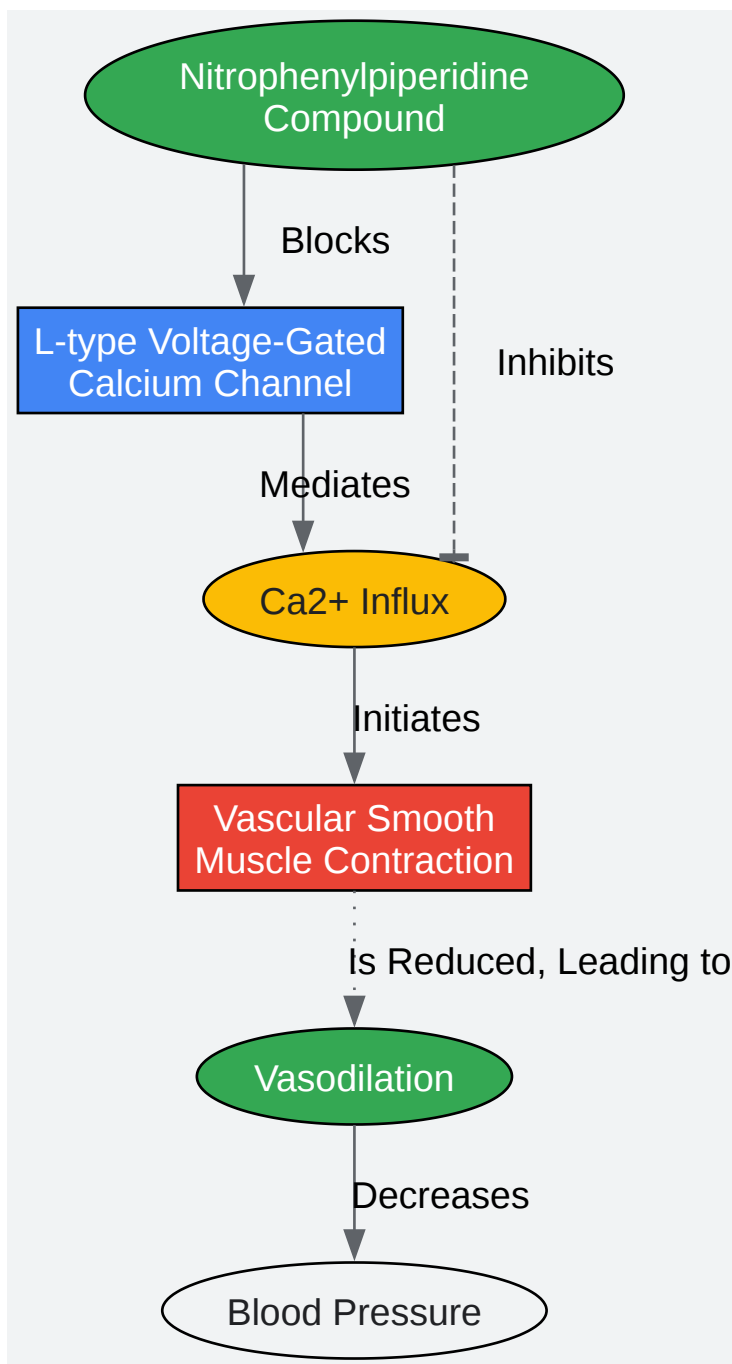 Nitrophenylpiperidine
Compound
Blocks
L-type Voltage-Gated
Calcium Channel
Inhibits
Mediates
Ca2+ Influx
Initiates
Vascular Smooth
Muscle Contraction
Is Reduced, Leading to
Vasodilation
Decreases
Blood Pressure